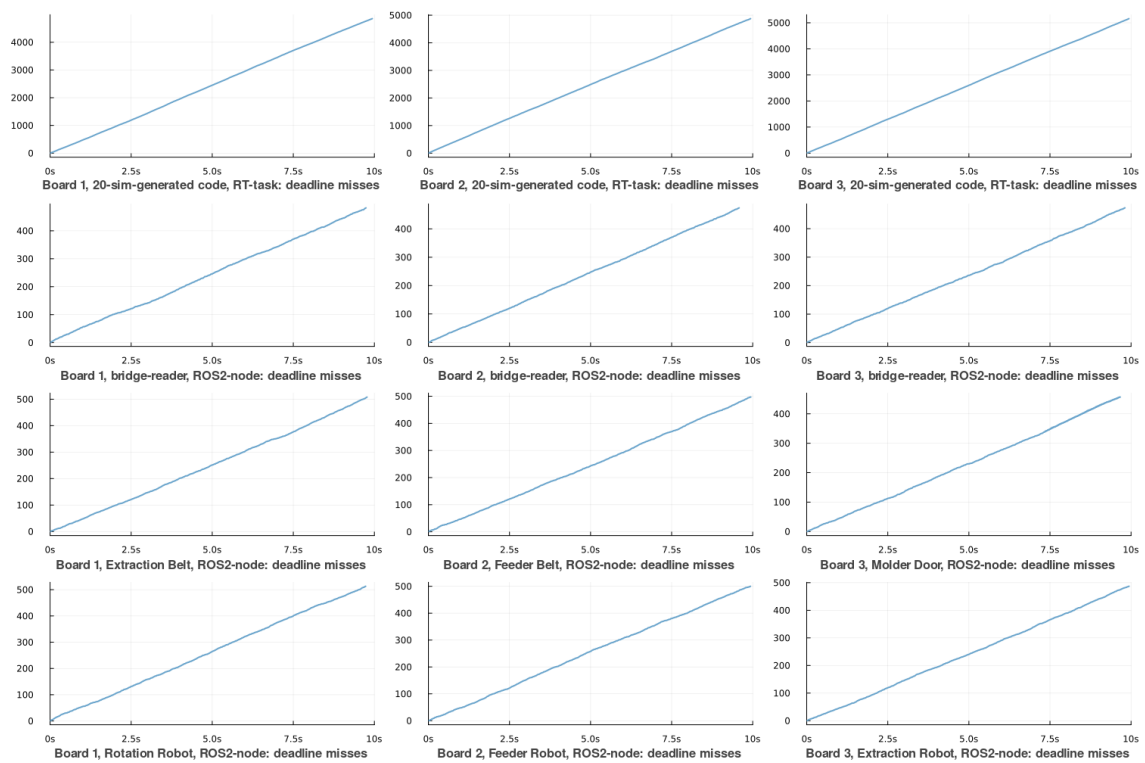 4000
3000
2000
1000
0
0s 2.5s 5.0s 7.5s 10s
Board 1, 20-sim-generated code, RT-task: deadline misses
5000
4000
3000
2000
1000
0
0s 2.5s 5.0s 7.5s 10s
Board 2, 20-sim-generated code, RT-task: deadline misses
5000
4000
3000
2000
1000
0
0s 2.5s 5.0s 7.5s 10s
Board 3, 20-sim-generated code, RT-task: deadline misses
400
300
200
100
0
0s 2.5s 5.0s 7.5s 10s
Board 1, bridge-reader, ROS2-node: deadline misses
400
300
200
100
0
0s 2.5s 5.0s 7.5s 10s
Board 2, bridge-reader, ROS2-node: deadline misses
400
300
200
100
0
0s 2.5s 5.0s 7.5s 10s
Board 3, bridge-reader, ROS2-node: deadline misses
500
400
300
200
100
0
0s 2.5s 5.0s 7.5s 10s
Board 1, Extraction Belt, ROS2-node: deadline misses
500
400
300
200
100
0
0s 2.5s 5.0s 7.5s 10s
Board 2, Feeder Belt, ROS2-node: deadline misses
400
300
200
100
0
0s 2.5s 5.0s 7.5s 10s
Board 3, Molder Door, ROS2-node: deadline misses
500
400
300
200
100
0
0s 2.5s 5.0s 7.5s 10s
Board 1, Rotation Robot, ROS2-node: deadline misses
500
400
300
200
100
0
0s 2.5s 5.0s 7.5s 10s
Board 2, Feeder Robot, ROS2-node: deadline misses
500
400
300
200
100
0
0s 2.5s 5.0s 7.5s 10s
Board 3, Extraction Robot, ROS2-node: deadline misses